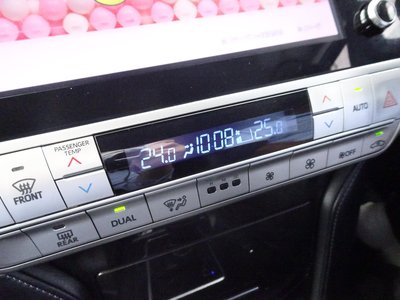 PASSENGER
TEMP
24.0 10:08 25.0
AUTO
FRONT
DUAL
OFF
REAR